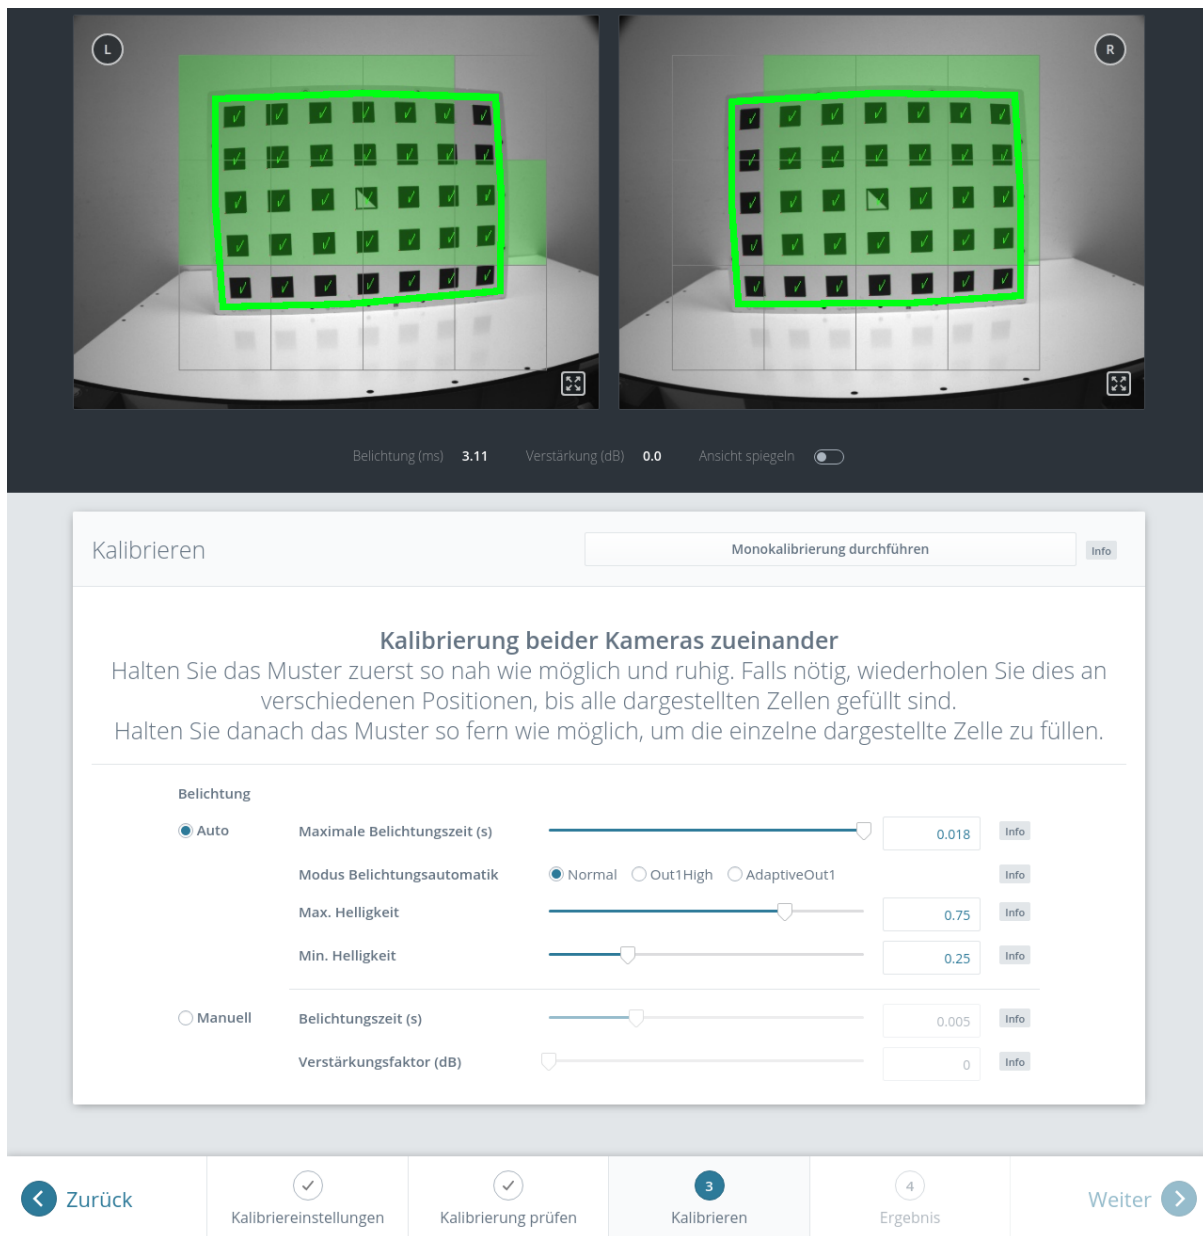 L
R
Belichtung (ms) 3.11 Verstärkung (dB) 0.0 Ansicht spiegeln
Kalibrieren
Monokalibrierung durchführen
Info
Kalibrierung beider Kameras zueinander
Halten Sie das Muster zuerst so nah wie möglich und ruhig. Falls nötig, wiederholen Sie dies an
verschiedenen Positionen, bis alle dargestellten Zellen gefüllt sind.
Halten Sie danach das Muster so fern wie möglich, um die einzelne dargestellte Zelle zu füllen.
Belichtung
Auto
Maximale Belichtungszeit (s) 0.018 Info
Modus Belichtungsautomatik Normal Out1High AdaptiveOut1 Info
Max. Helligkeit 0.75 Info
Min. Helligkeit 0.25 Info
Manuell
Belichtungszeit (s) 0.005 Info
Verstärkungsfaktor (dB) 0 Info
Zurück
Kalibriereinstellungen
Kalibrierung prüfen
3
Kalibrieren
4
Ergebnis
Weiter